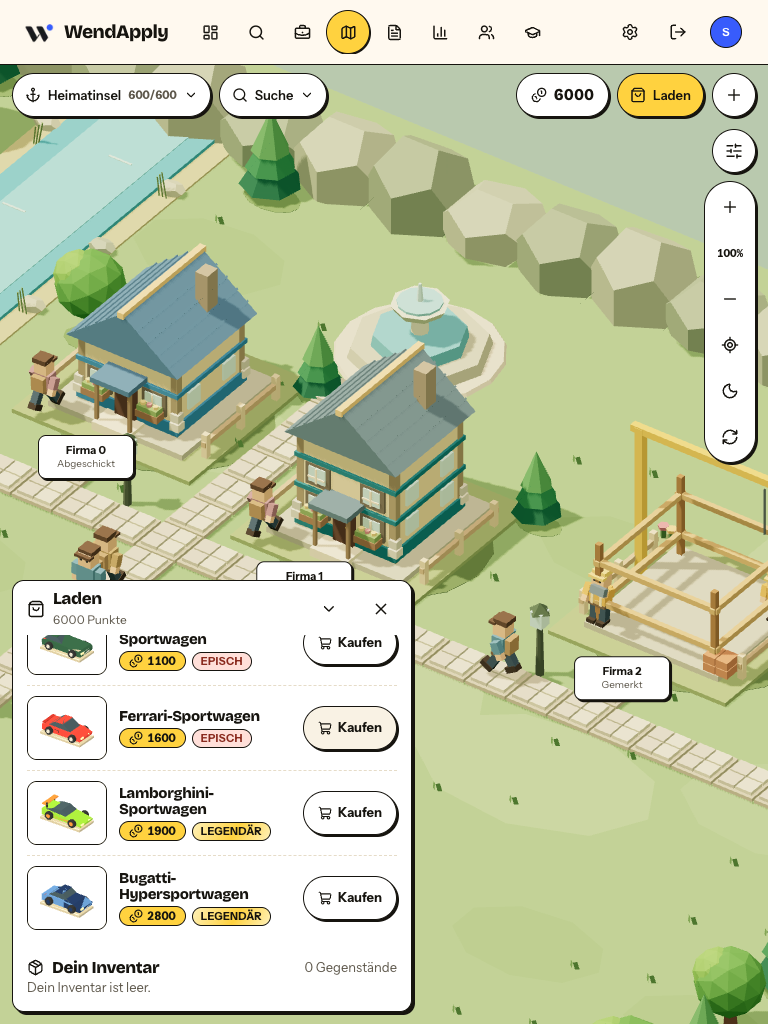 WendApply
S
Heimatinsel 600/600
Suche
6000
Laden
100%
Firma 0
Abgeschickt
Firma 1
Firma 2
Gemerkt
Laden
6000 Punkte
Sportwagen
1100 EPISCH
Kaufen
Ferrari-Sportwagen
1600 EPISCH
Kaufen
Lamborghini-
Sportwagen
1900 LEGENDÄR
Kaufen
Bugatti-
Hypersportwagen
2800 LEGENDÄR
Kaufen
Dein Inventar
0 Gegenstände
Dein Inventar ist leer.